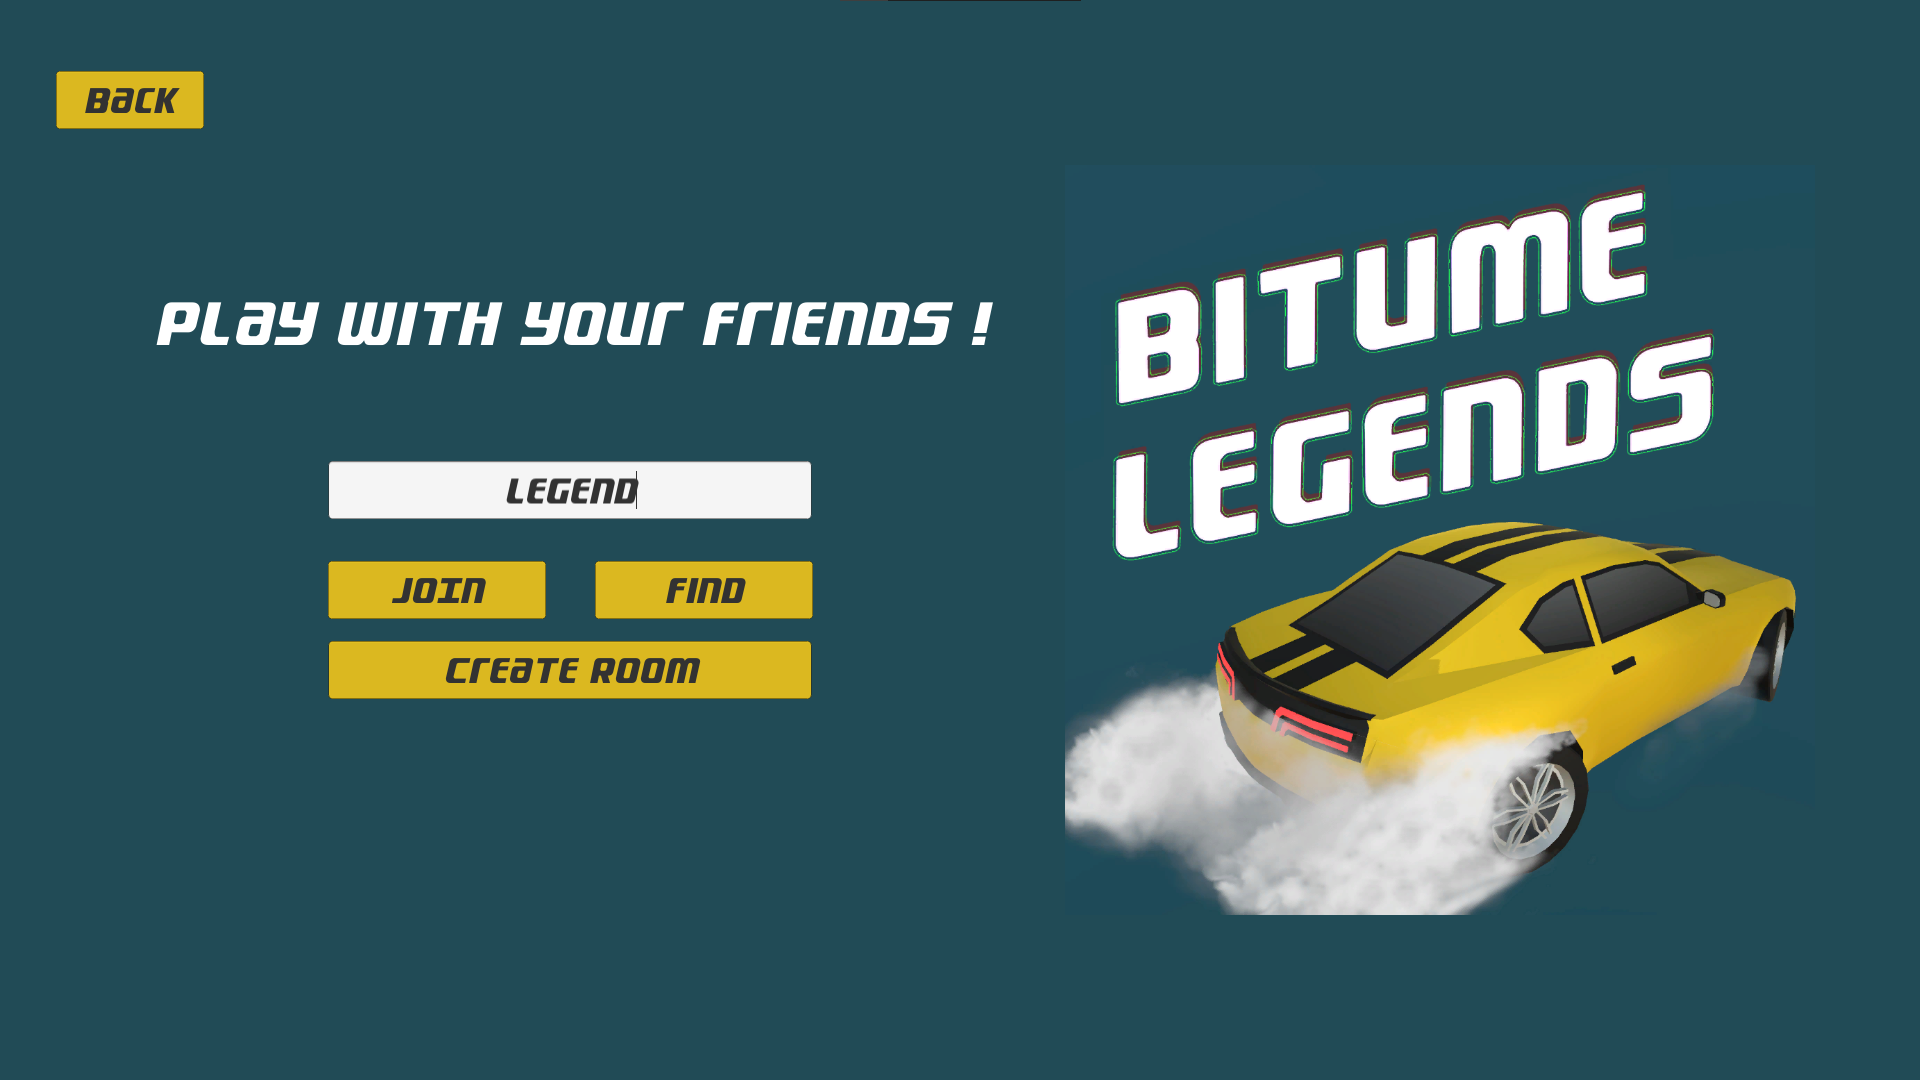 BACK
PLAY WITH YOUR FRIENDS !
LEGEND
JOIN
FIND
CREATE ROOM
BITUME
LEGENDS